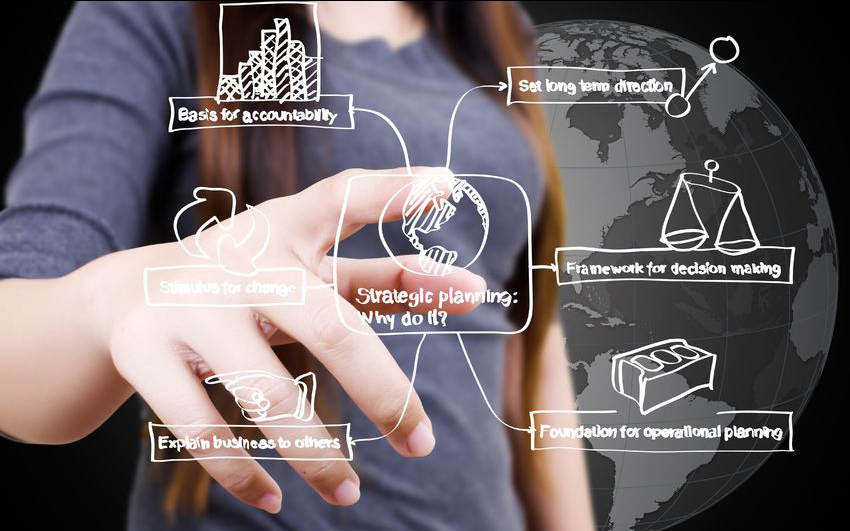 Basis for accountability
Set long term direction
Stimulus for change
Strategic planning:
Why do it?
Framework for decision making
Explain business to others
Foundation for operational planning